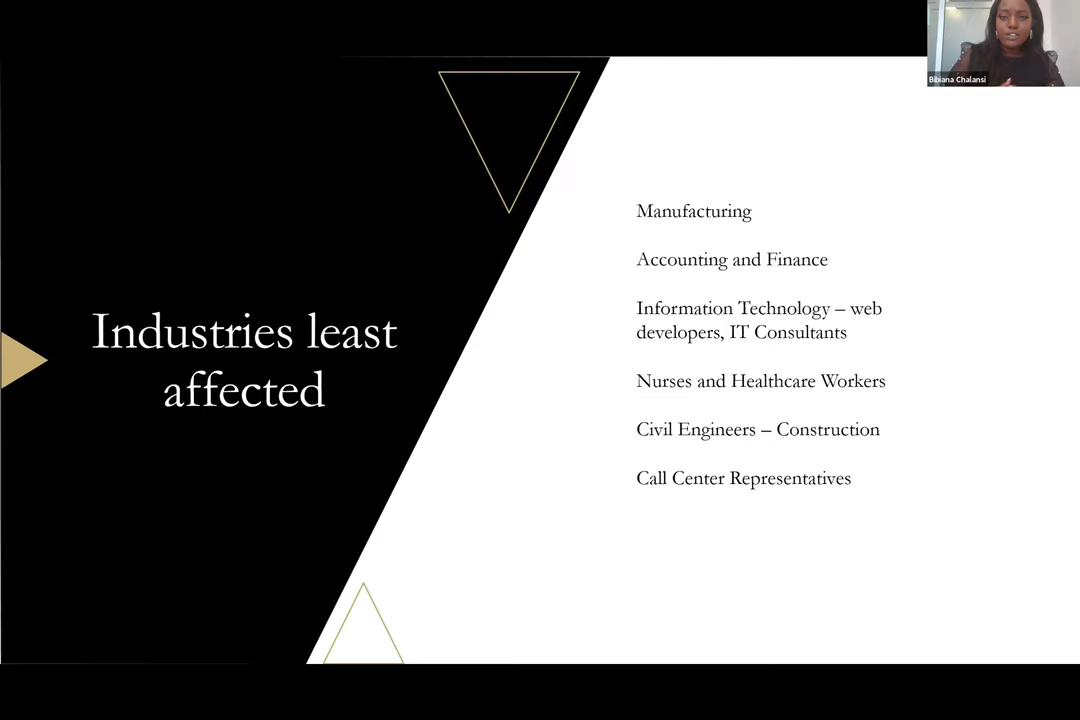 Bibiana Chalansi
Industries least
affected
Manufacturing
Accounting and Finance
Information Technology – web
developers, IT Consultants
Nurses and Healthcare Workers
Civil Engineers – Construction
Call Center Representatives